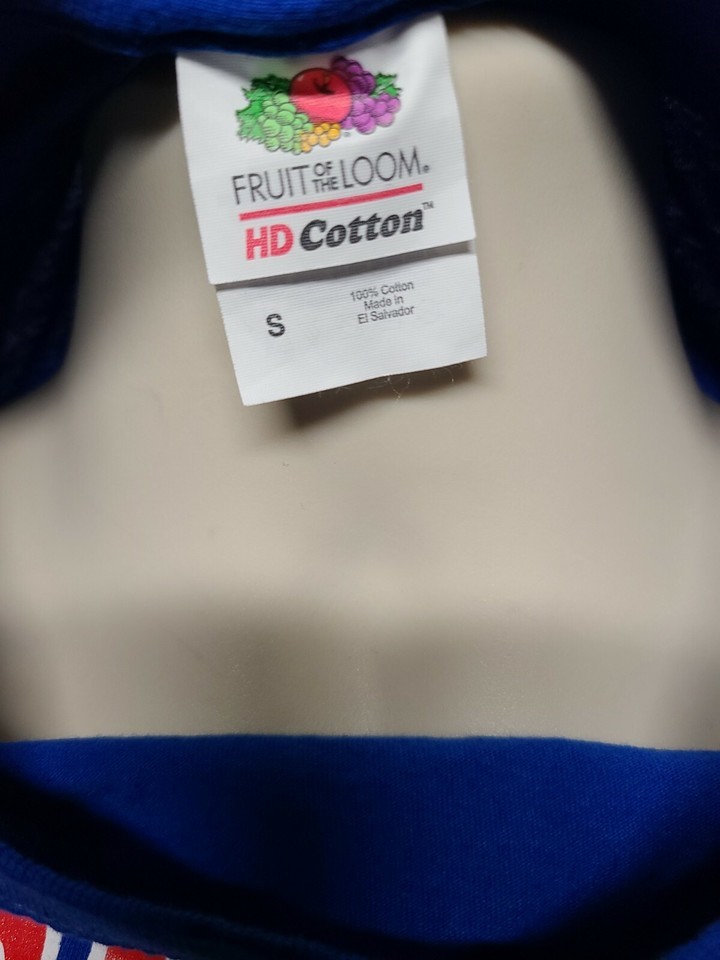 FRUIT OF THE LOOM®
HD Cotton™
S
100% Cotton
Made in
El Salvador